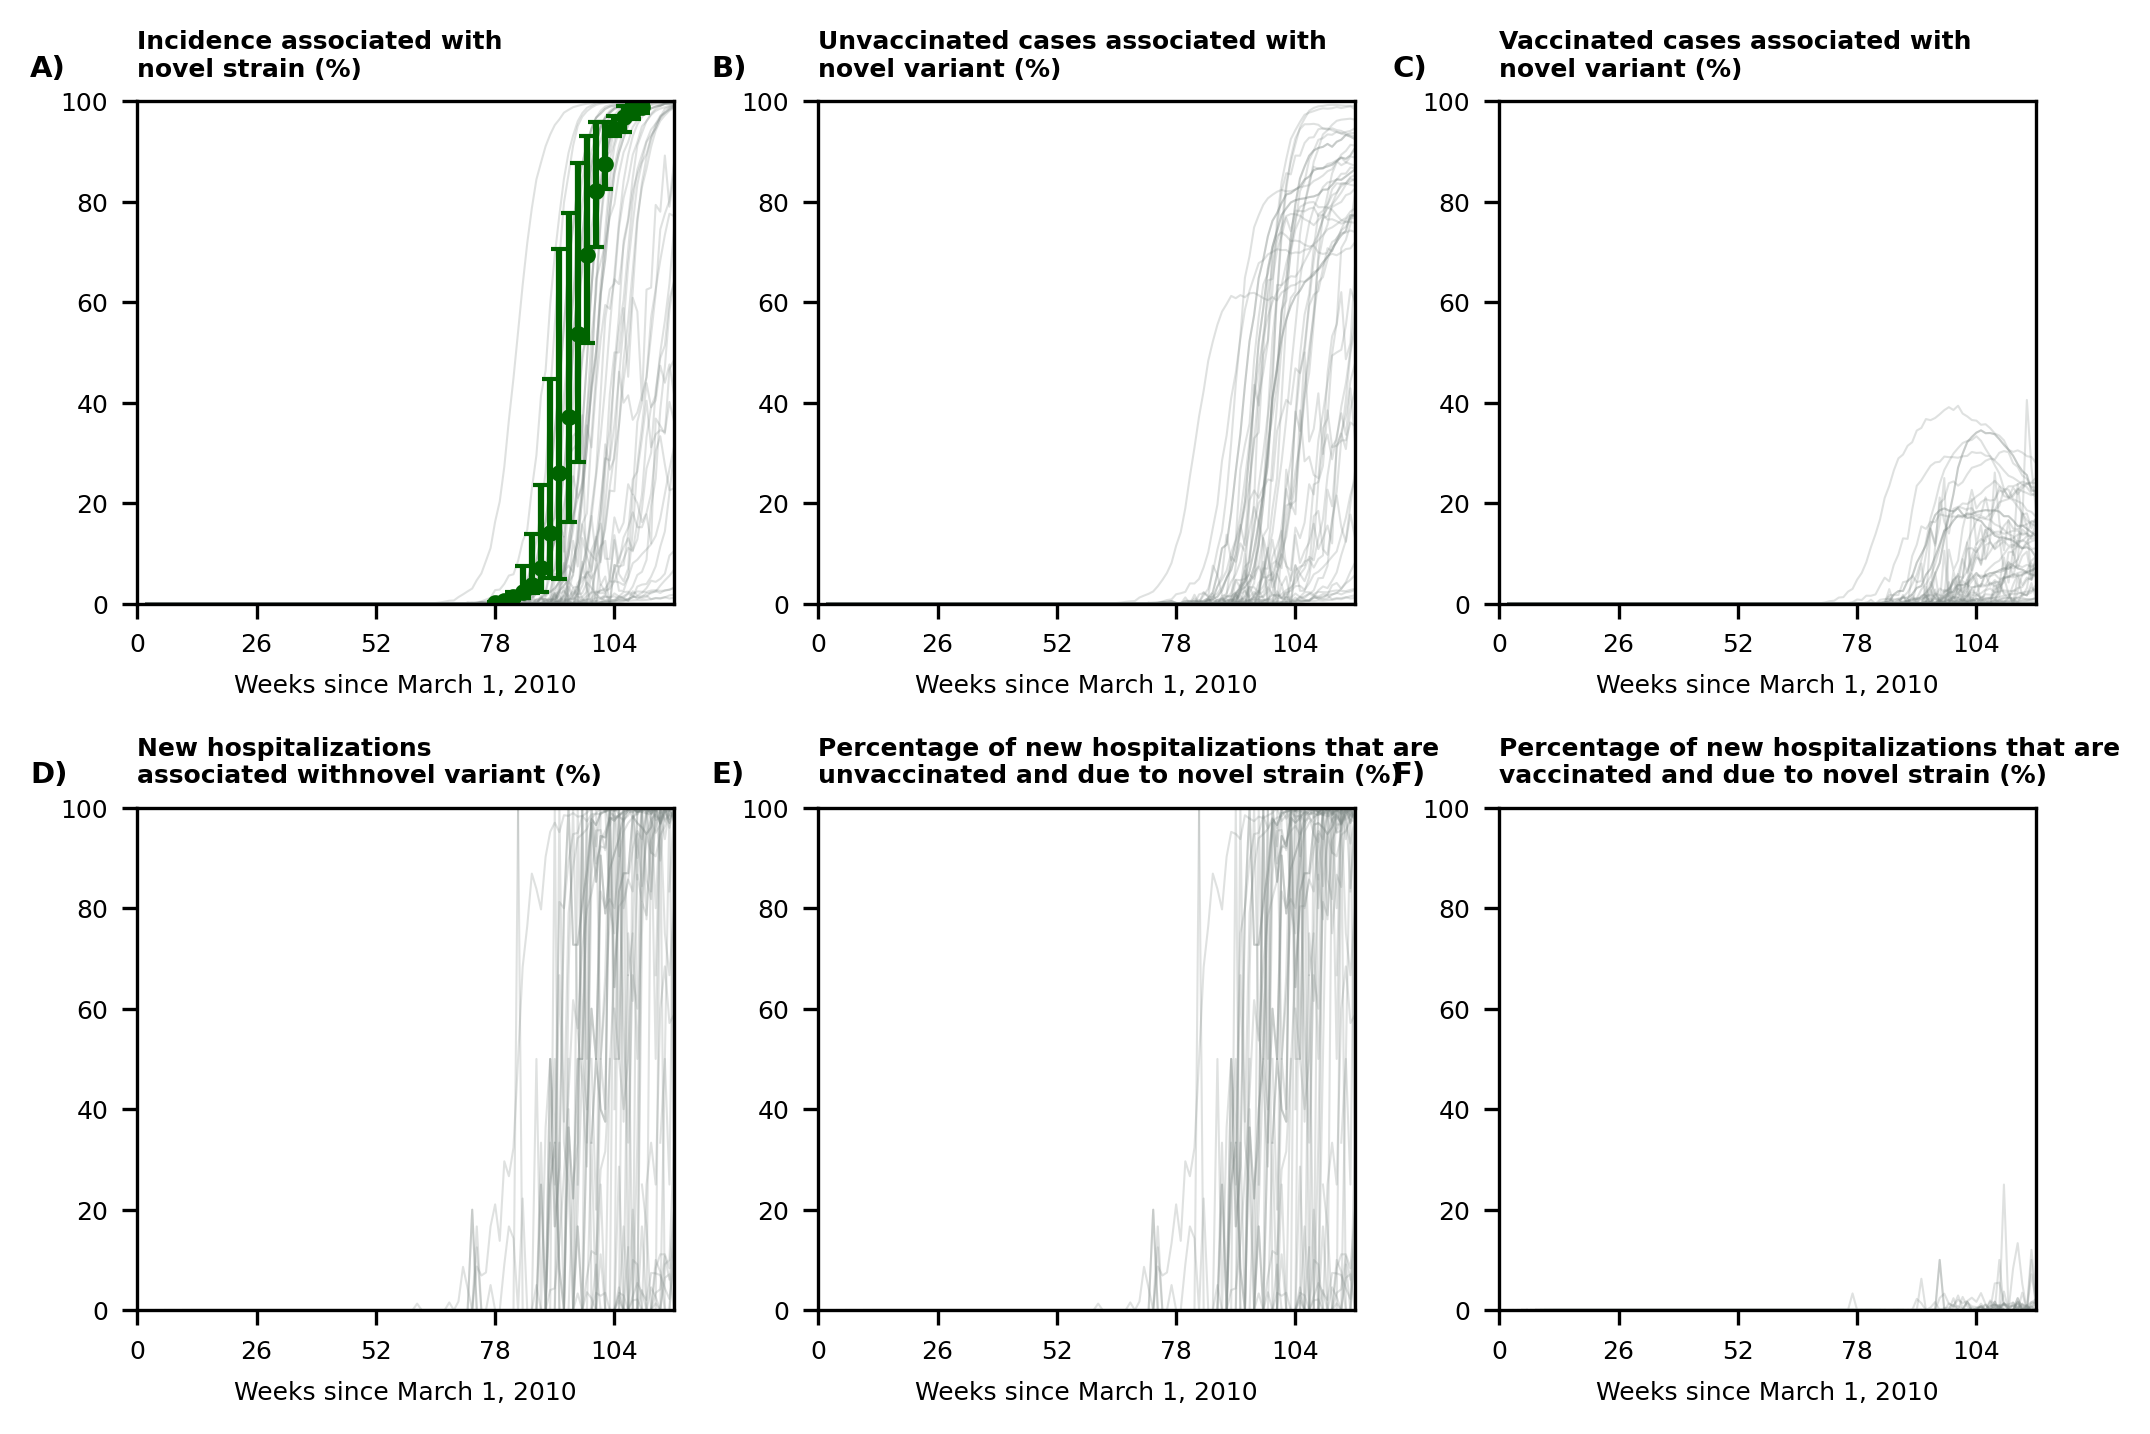 A)
Incidence associated with
novel strain (%)
100
80
60
40
20
0
0 26 52 78 104
Weeks since March 1, 2010
B)
Unvaccinated cases associated with
novel variant (%)
100
80
60
40
20
0
0 26 52 78 104
Weeks since March 1, 2010
C)
Vaccinated cases associated with
novel variant (%)
100
80
60
40
20
0
0 26 52 78 104
Weeks since March 1, 2010
D)
New hospitalizations
associated withnovel variant (%)
100
80
60
40
20
0
0 26 52 78 104
Weeks since March 1, 2010
E)
Percentage of new hospitalizations that are
unvaccinated and due to novel strain (%)
100
80
60
40
20
0
0 26 52 78 104
Weeks since March 1, 2010
F)
Percentage of new hospitalizations that are
vaccinated and due to novel strain (%)
100
80
60
40
20
0
0 26 52 78 104
Weeks since March 1, 2010